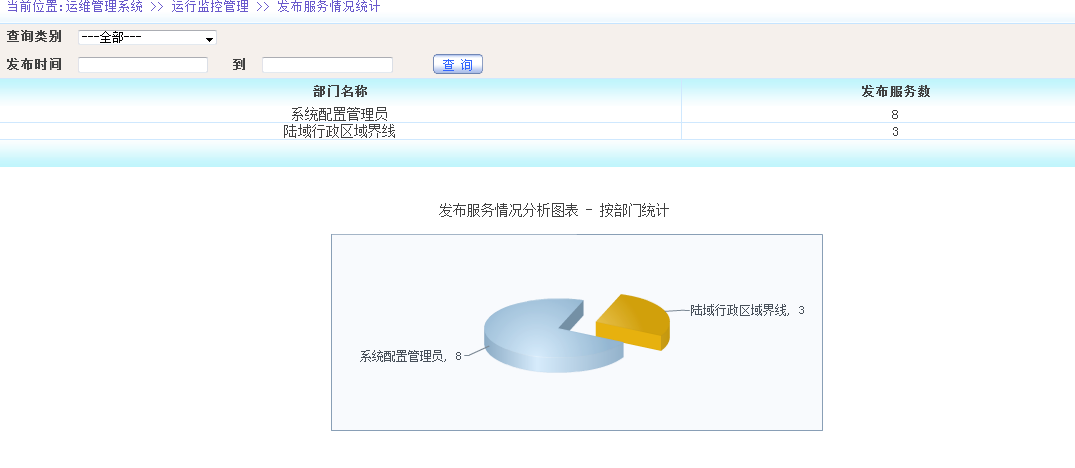 当前位置:运维管理系统 >> 运行监控管理 >> 发布服务情况统计
查询类别 ---全部---
发布时间 到 查 询
部门名称 发布服务数
系统配置管理员 8
陆域行政区域界线 3
发布服务情况分析图表 - 按部门统计
陆域行政区域界线, 3
系统配置管理员, 8